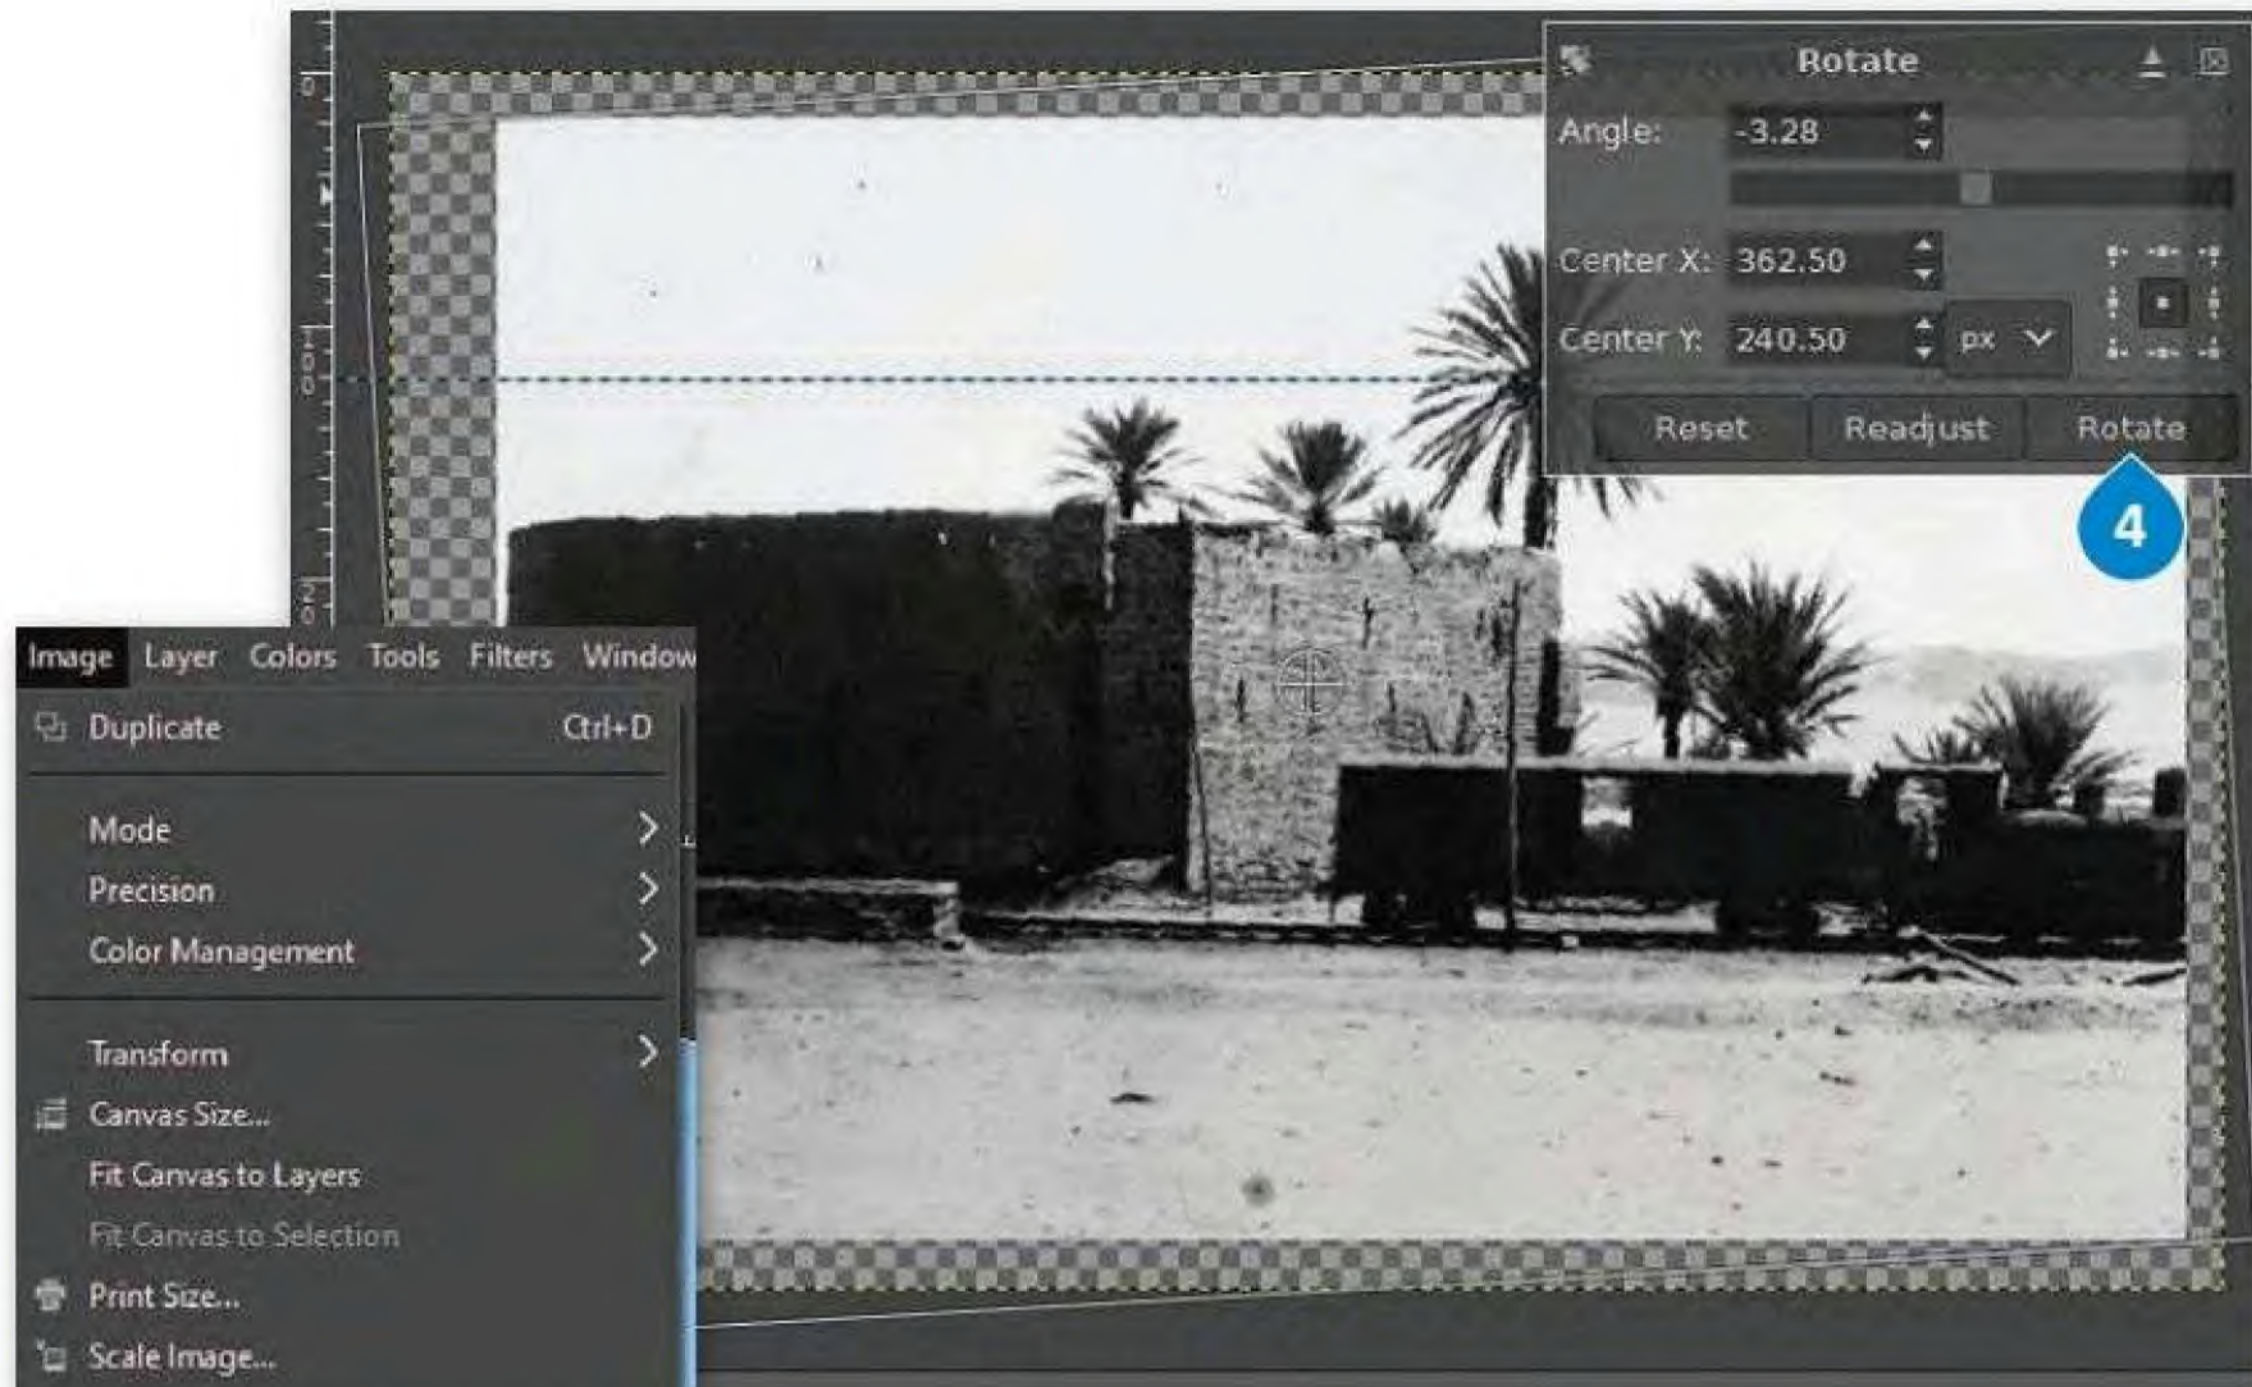 Rotate
Angle: -3.28
Center X: 362.50
Center Y: 240.50 px
Reset Readjust Rotate
4
0
100
Image Layer Colors Tools Filters Window
Duplicate Ctrl+D
Mode
Precision
Color Management
Transform
Canvas Size...
Fit Canvas to Layers
Fit Canvas to Selection
Print Size...
Scale Image...